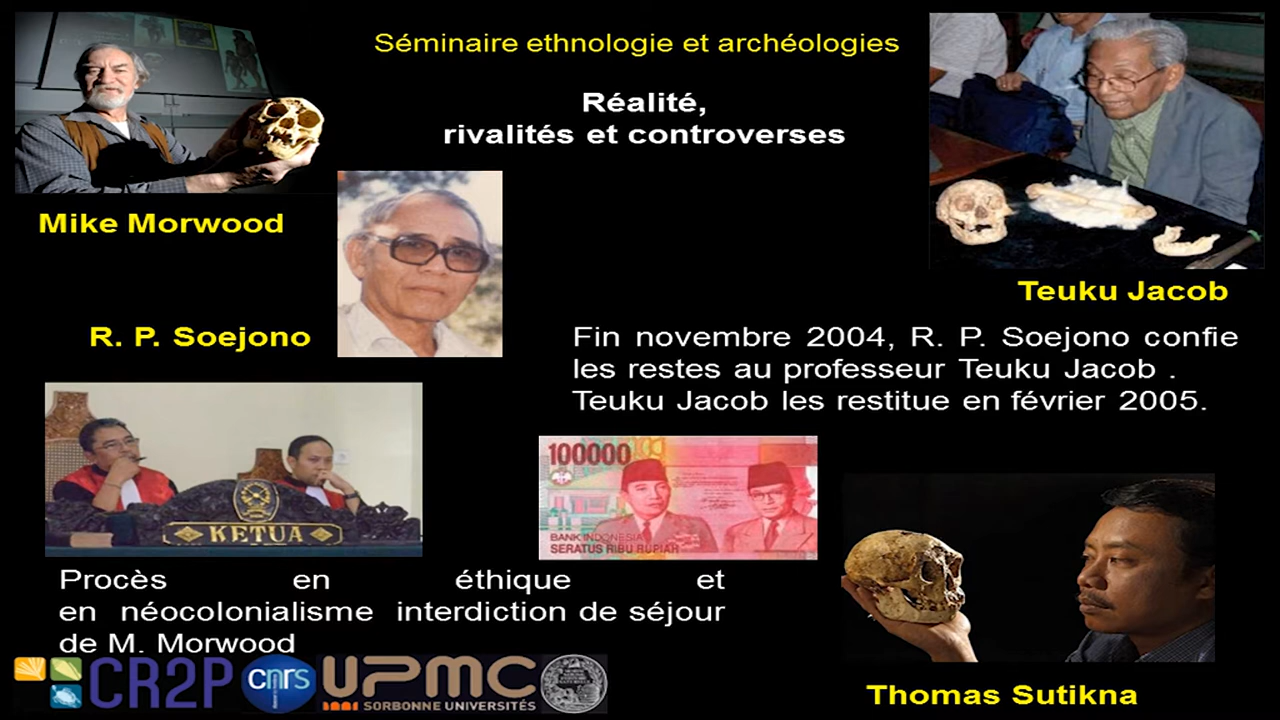 Séminaire ethnologie et archéologies
Réalité,
rivalités et controverses
Mike Morwood
Teuku Jacob
R. P. Soejono
Fin novembre 2004, R. P. Soejono confie
les restes au professeur Teuku Jacob .
Teuku Jacob les restitue en février 2005.
KETUA
100000
BANK INDONESIA
SERATUS RIBU RUPIAH
Procès en éthique et
en néocolonialisme interdiction de séjour
de M. Morwood
CR2P
cnrs
UPMC
SORBONNE UNIVERSITÉS
Thomas Sutikna